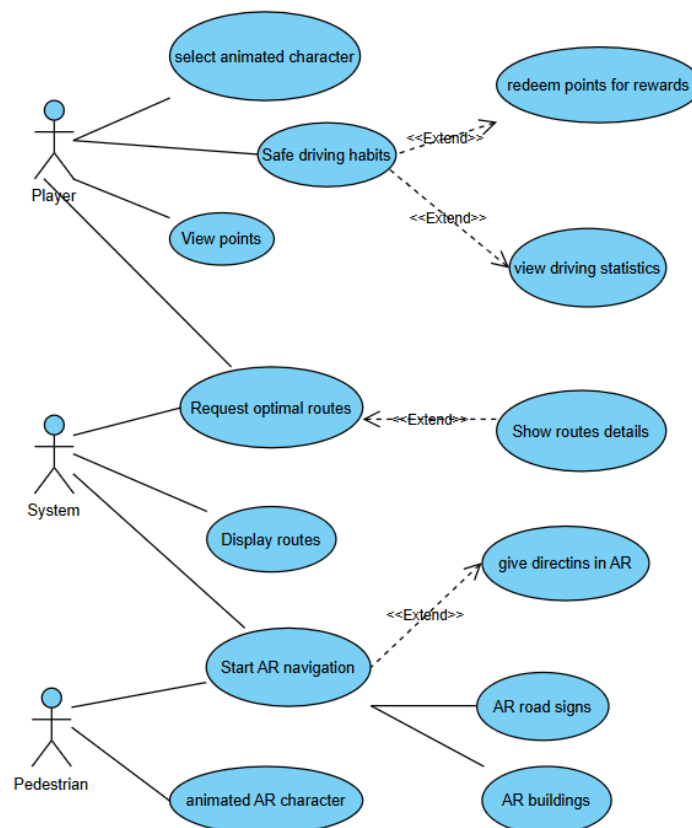 select animated character
redeem points for rewards
<<Extend>>
Safe driving habits
Player
<<Extend>>
View points
view driving statistics
Request optimal routes
<<Extend>>
Show routes details
System
Display routes
give directins in AR
<<Extend>>
Start AR navigation
AR road signs
Pedestrian
animated AR character
AR buildings